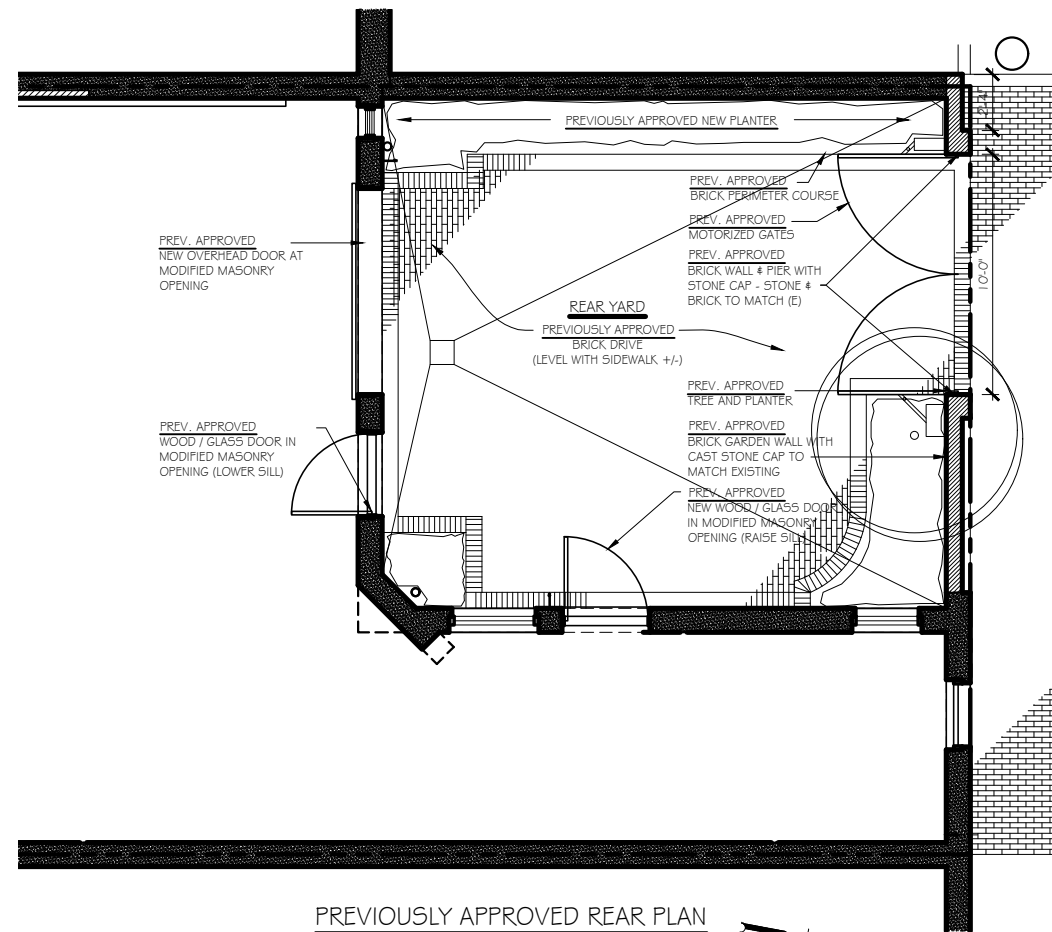 PREVIOUSLY APPROVED NEW PLANTER
2'-4"
PREV. APPROVED
BRICK PERIMETER COURSE
PREV. APPROVED
MOTORIZED GATES
PREV. APPROVED
BRICK WALL & PIER WITH
STONE CAP - STONE &
BRICK TO MATCH (E)
10'-0"
PREV. APPROVED
NEW OVERHEAD DOOR AT
MODIFIED MASONRY
OPENING
REAR YARD
PREVIOUSLY APPROVED
BRICK DRIVE
(LEVEL WITH SIDEWALK +/-)
PREV. APPROVED
TREE AND PLANTER
PREV. APPROVED
BRICK GARDEN WALL WITH
CAST STONE CAP TO
MATCH EXISTING
PREV. APPROVED
WOOD / GLASS DOOR IN
MODIFIED MASONRY
OPENING (LOWER SILL)
PREV. APPROVED
NEW WOOD / GLASS DOOR
IN MODIFIED MASONRY
OPENING (RAISE SILL)
PREVIOUSLY APPROVED REAR PLAN